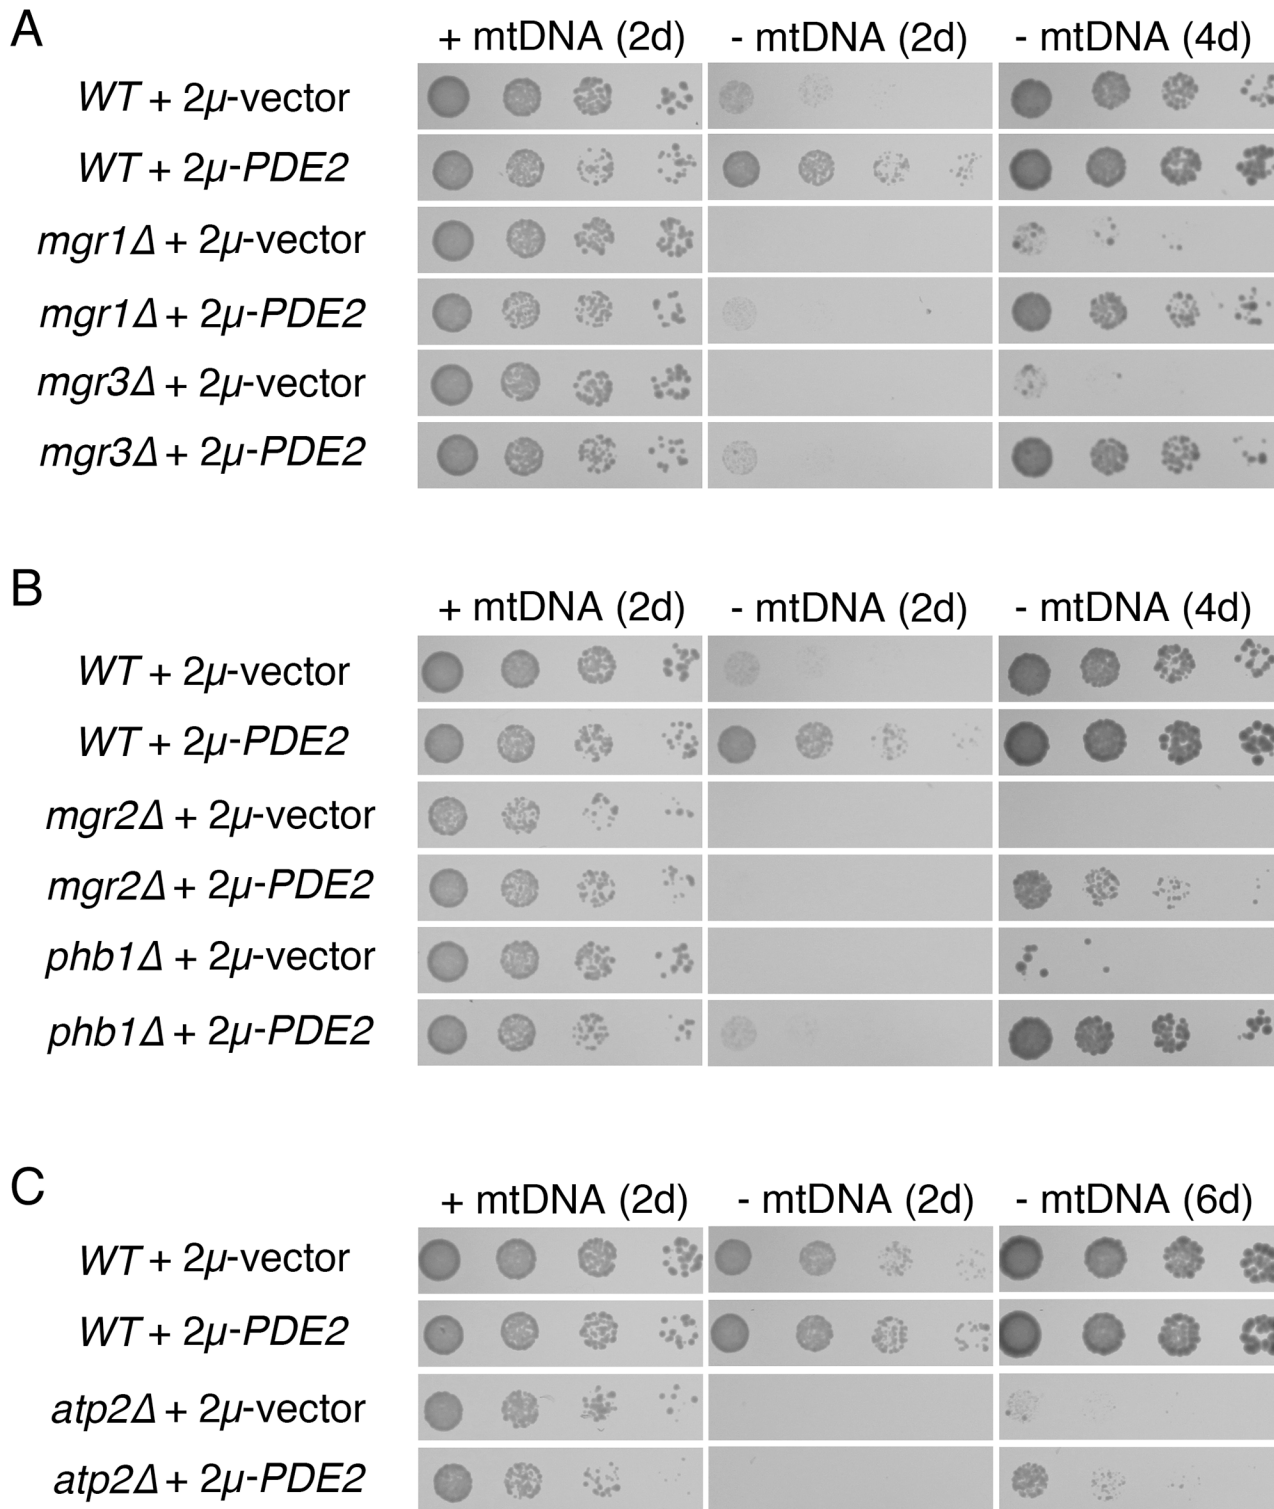 A
+ mtDNA (2d) - mtDNA (2d) - mtDNA (4d)
WT + 2µ-vector
WT + 2µ-PDE2
mgr1Δ + 2µ-vector
mgr1Δ + 2µ-PDE2
mgr3Δ + 2µ-vector
mgr3Δ + 2µ-PDE2
B
+ mtDNA (2d) - mtDNA (2d) - mtDNA (4d)
WT + 2µ-vector
WT + 2µ-PDE2
mgr2Δ + 2µ-vector
mgr2Δ + 2µ-PDE2
phb1Δ + 2µ-vector
phb1Δ + 2µ-PDE2
C
+ mtDNA (2d) - mtDNA (2d) - mtDNA (6d)
WT + 2µ-vector
WT + 2µ-PDE2
atp2Δ + 2µ-vector
atp2Δ + 2µ-PDE2